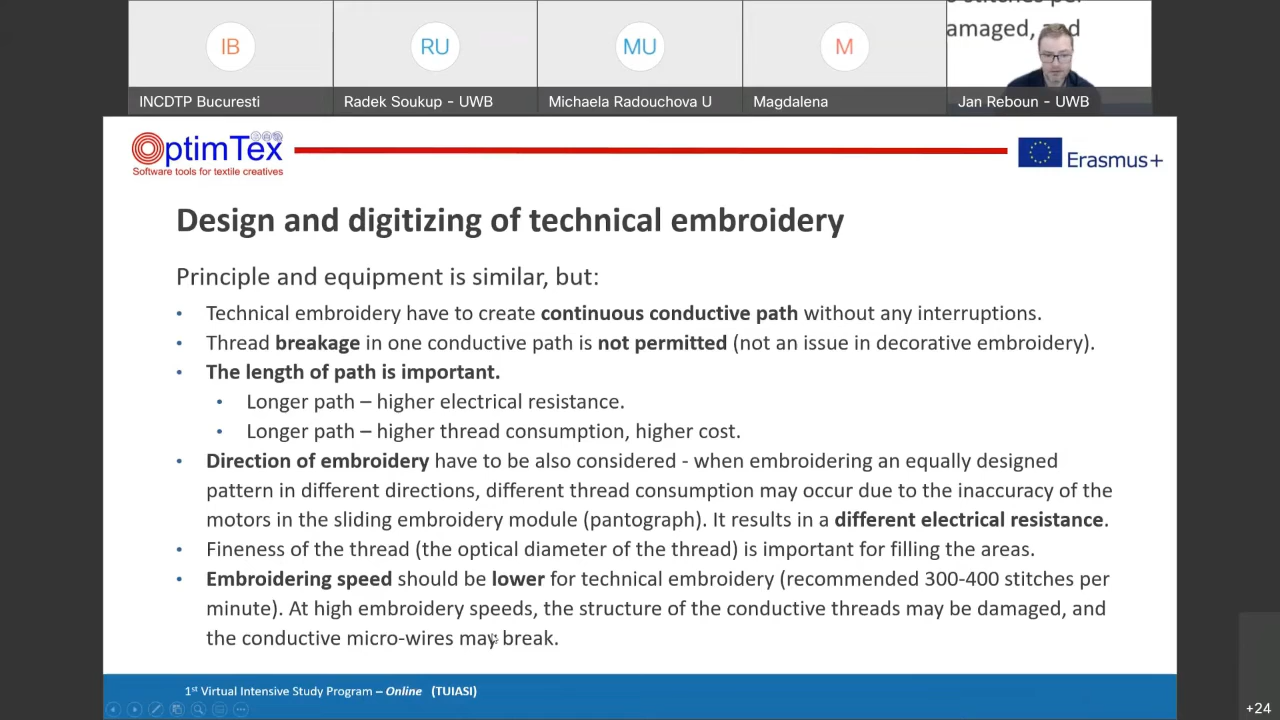 stitches per
amaged, and
IB
RU
MU
M
INCDTP Bucuresti
Radek Soukup - UWB
Michaela Radouchova U
Magdalena
Jan Reboun - UWB
OptimTex
Software tools for textile creatives
Erasmus+
Design and digitizing of technical embroidery
Principle and equipment is similar, but:
• Technical embroidery have to create continuous conductive path without any interruptions.
• Thread breakage in one conductive path is not permitted (not an issue in decorative embroidery).
• The length of path is important.
• Longer path – higher electrical resistance.
• Longer path – higher thread consumption, higher cost.
• Direction of embroidery have to be also considered - when embroidering an equally designed
pattern in different directions, different thread consumption may occur due to the inaccuracy of the
motors in the sliding embroidery module (pantograph). It results in a different electrical resistance.
• Fineness of the thread (the optical diameter of the thread) is important for filling the areas.
• Embroidering speed should be lower for technical embroidery (recommended 300-400 stitches per
minute). At high embroidery speeds, the structure of the conductive threads may be damaged, and
the conductive micro-wires may break.
1st Virtual Intensive Study Program – Online (TUIASI)
+24